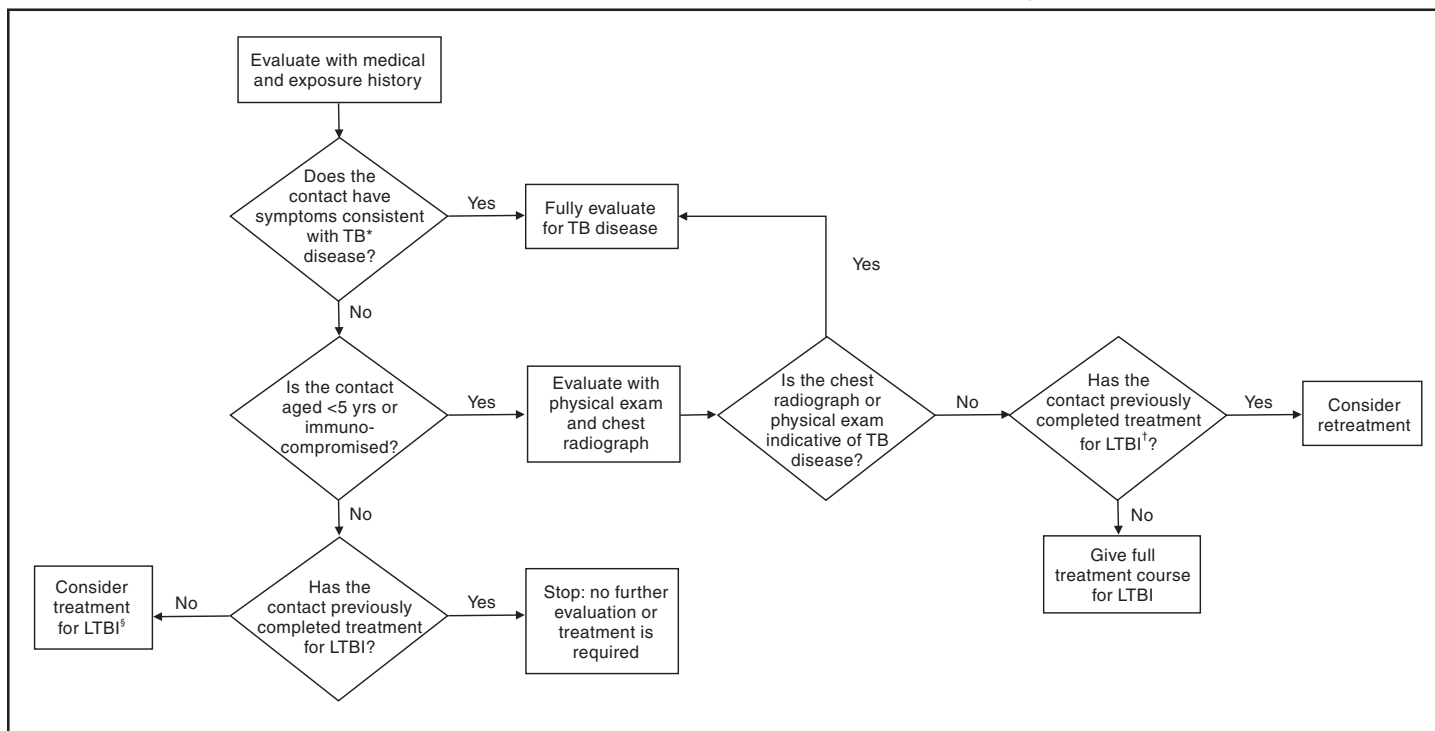 Evaluate with medical
and exposure history
Does the
contact have
symptoms consistent
with TB*
disease?
Yes
Fully evaluate
for TB disease
Yes
No
Is the contact
aged <5 yrs or
immuno-
compromised?
Yes
Evaluate with
physical exam
and chest
radiograph
Is the chest
radiograph or
physical exam
indicative of TB
disease?
No
Has the
contact previously
completed treatment
for LTBI†?
Yes
Consider
retreatment
No
Give full
treatment course
for LTBI
No
Has the
contact previously
completed treatment
for LTBI?
No
Consider
treatment
for LTBI§
Yes
Stop: no further
evaluation or
treatment is
required